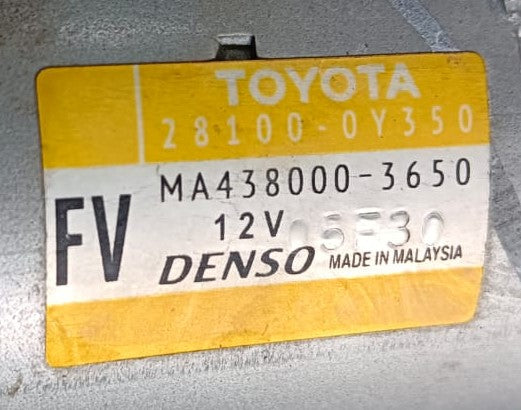 TOYOTA
28100-0Y350
MA438000-3650
FV
12V
DENSO MADE IN MALAYSIA